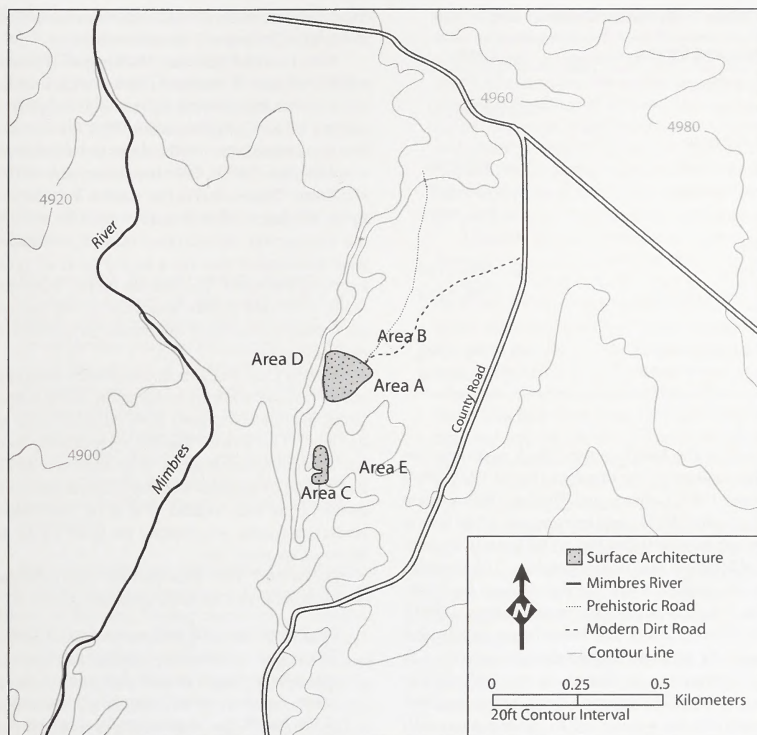 4960
4980
4920
River
Area B
Area D
Area A
County Road
4900
Mimbres
Area E
Area C
Surface Architecture
Mimbres River
Prehistoric Road
Modern Dirt Road
Contour Line
N
0 0.25 0.5
Kilometers
20ft Contour Interval